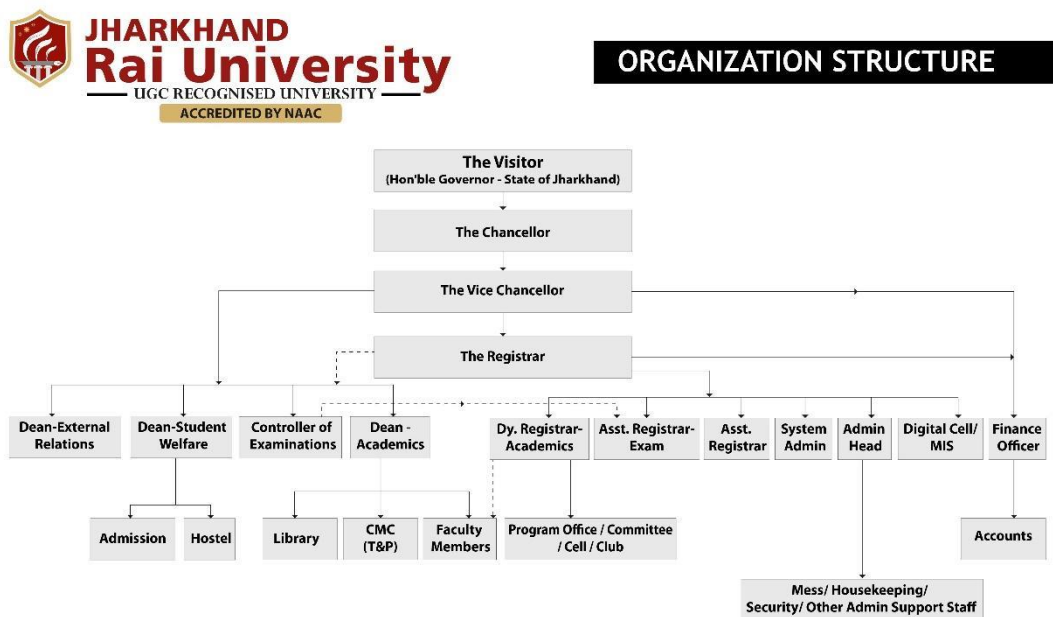 JHARKHAND
Rai University
UGC RECOGNISED UNIVERSITY
ACCREDITED BY NAAC
ORGANIZATION STRUCTURE
The Visitor
(Hon'ble Governor - State of Jharkhand)
The Chancellor
The Vice Chancellor
The Registrar
Dean-External
Relations
Dean-Student
Welfare
Controller of
Examinations
Dean -
Academics
Dy. Registrar-
Academics
Asst. Registrar-
Exam
Asst.
Registrar
System
Admin
Admin
Head
Digital Cell/
MIS
Finance
Officer
Admission
Hostel
Library
CMC
(T&P)
Faculty
Members
Program Office / Committee
/ Cell / Club
Accounts
Mess/ Housekeeping/
Security/ Other Admin Support Staff